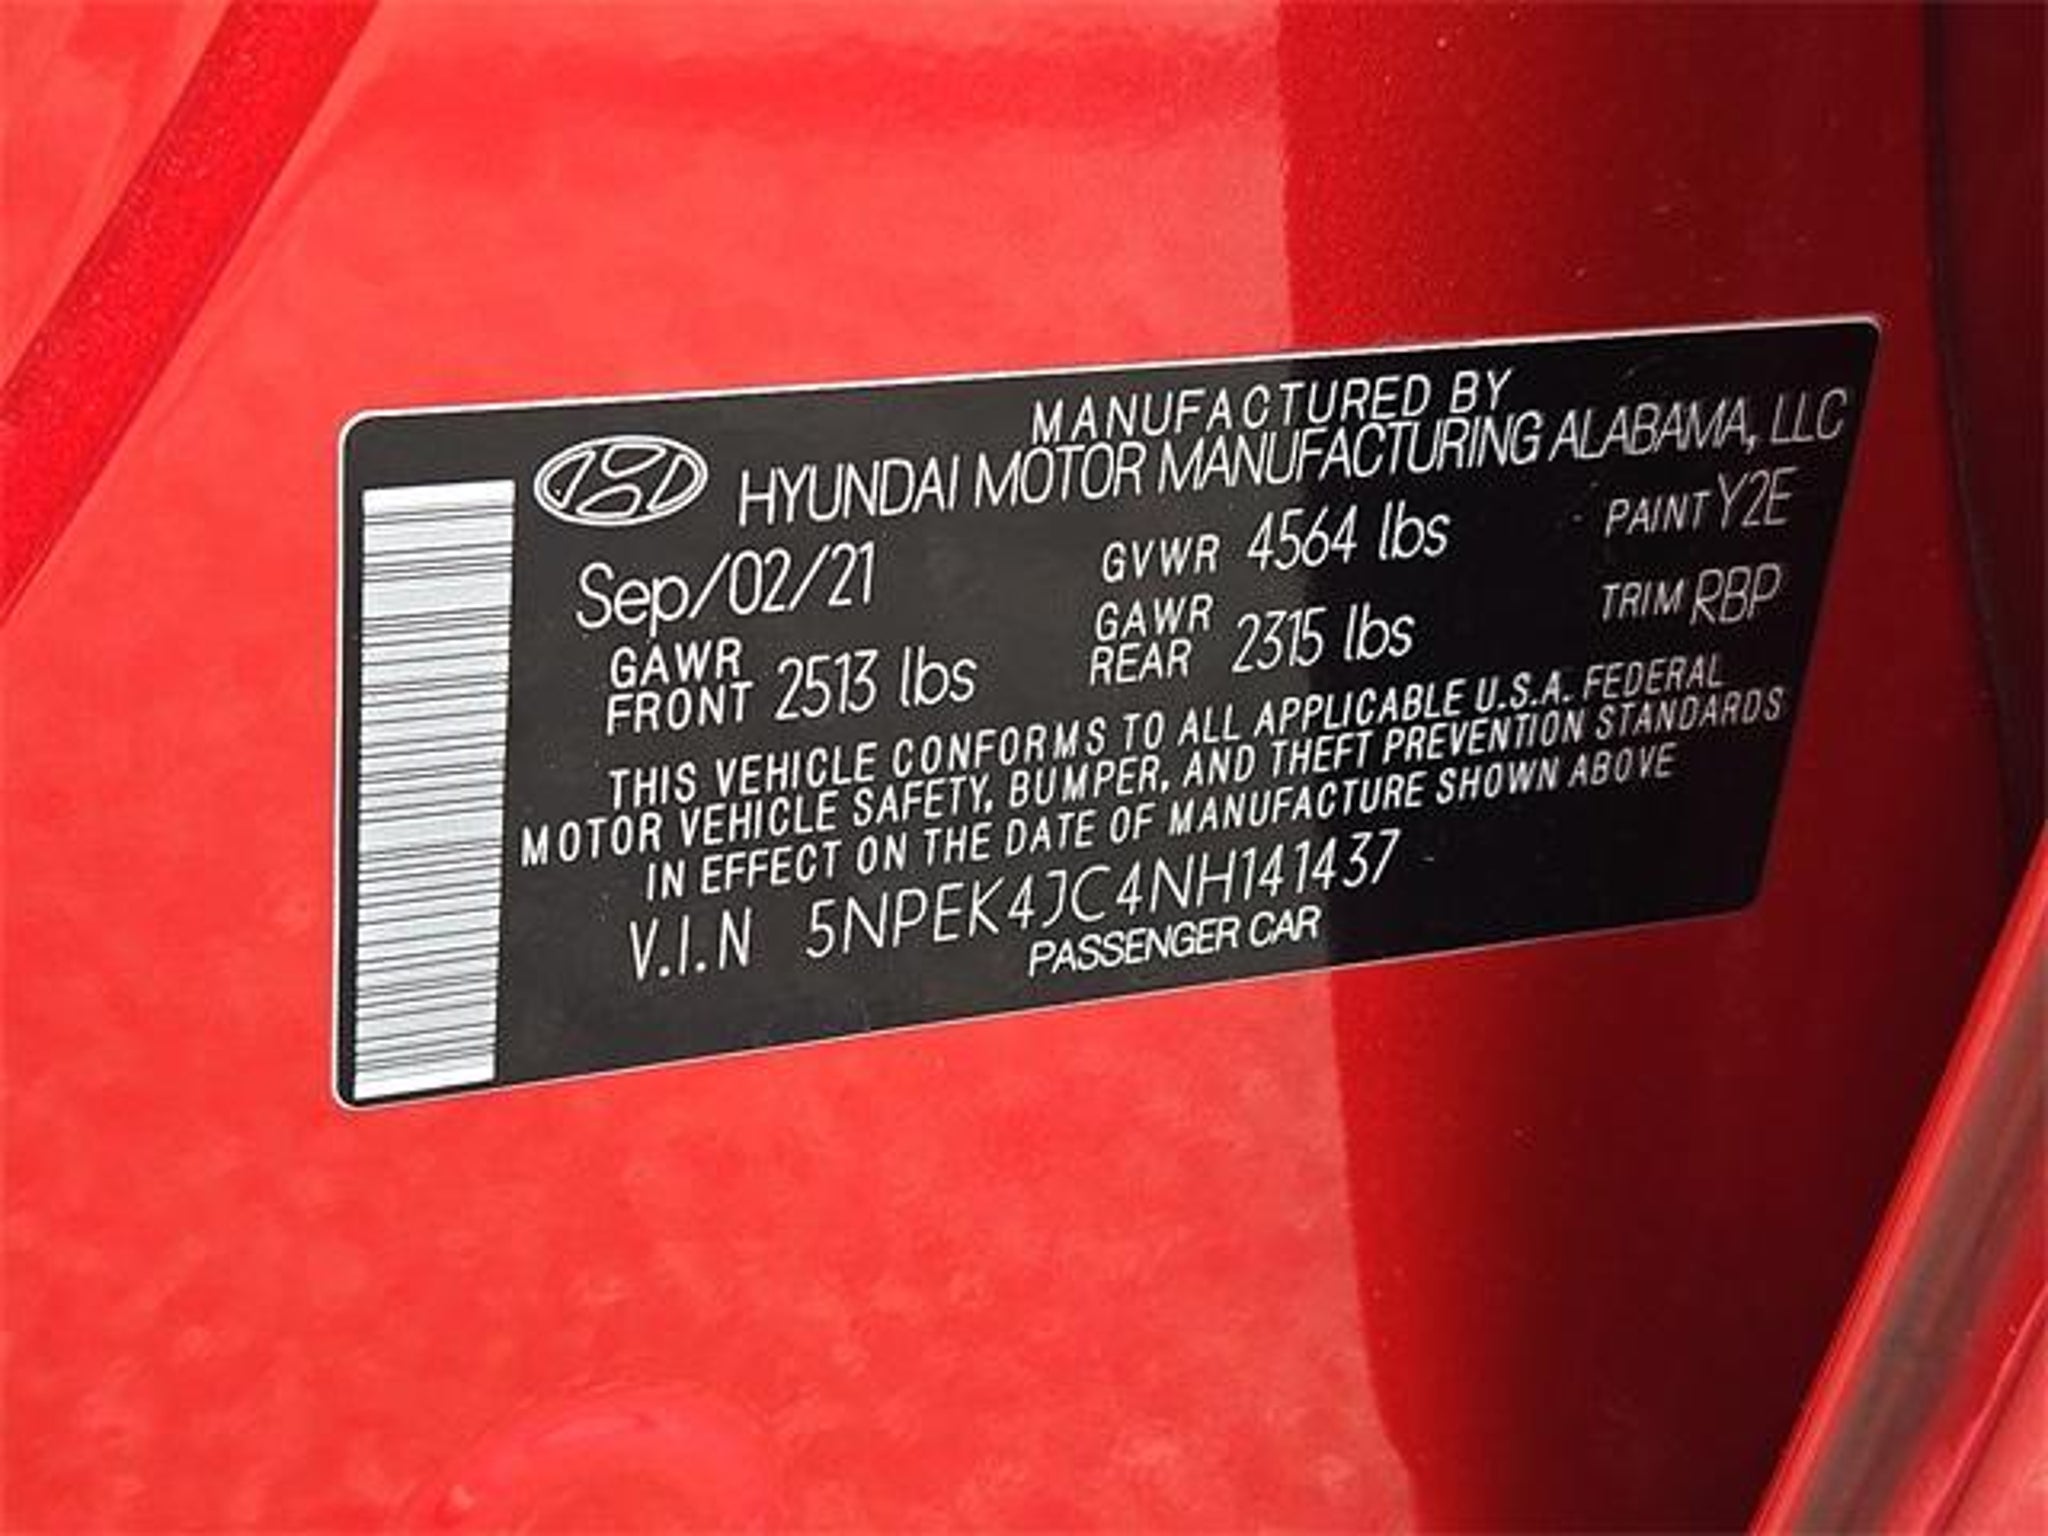 MANUFACTURED BY
HYUNDAI MOTOR MANUFACTURING ALABAMA, LLC
Sep/02/21 GVWR 4564 lbs PAINT Y2E
GAWR FRONT 2513 lbs GAWR REAR 2315 lbs TRIM RBP
THIS VEHICLE CONFORMS TO ALL APPLICABLE U.S.A. FEDERAL
MOTOR VEHICLE SAFETY, BUMPER, AND THEFT PREVENTION STANDARDS
IN EFFECT ON THE DATE OF MANUFACTURE SHOWN ABOVE
V.I.N 5NPEK4JC4NH141437
PASSENGER CAR